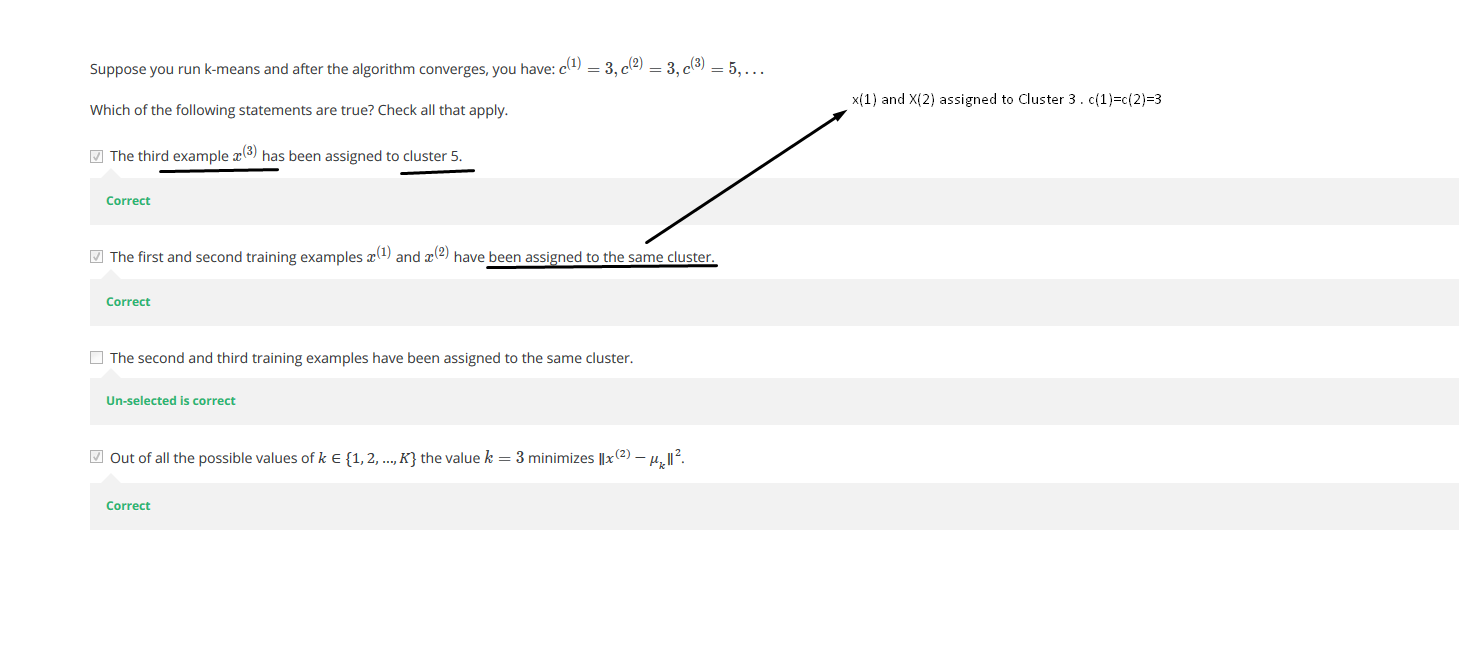 Suppose you run k-means and after the algorithm converges, you have: c⁽¹⁾ = 3, c⁽²⁾ = 3, c⁽³⁾ = 5, . . .
x(1) and X(2) assigned to Cluster 3 . c(1)=c(2)=3
Which of the following statements are true? Check all that apply.
The third example x⁽³⁾ has been assigned to cluster 5.
Correct
The first and second training examples x⁽¹⁾ and x⁽²⁾ have been assigned to the same cluster.
Correct
The second and third training examples have been assigned to the same cluster.
Un-selected is correct
Out of all the possible values of k ∈ {1, 2, ..., K} the value k = 3 minimizes ‖x⁽²⁾ − μₖ‖².
Correct